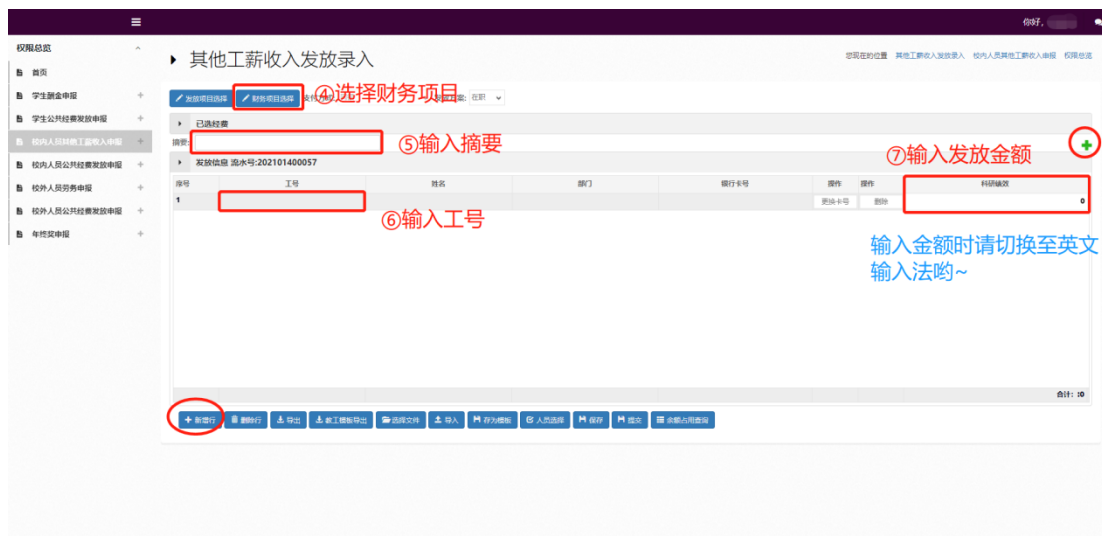 你好,
权限总览
首页
学生酬金申报
学生公共经费发放申报
校内人员其他工薪收入申报
校内人员公共经费发放申报
校外人员劳务申报
校外人员公共经费发放申报
年终奖申报
其他工薪收入发放录入
您现在的位置 其他工薪收入发放录入 校内人员其他工薪收入申报 权限总览
发放项目选择 财务项目选择 ④选择财务项目 在职
已选经费
摘要: ⑤输入摘要
发放信息 流水号:202101400057
⑦输入发放金额
序号 工号 姓名 部门 银行卡号 操作 操作 科研绩效
1 更换卡号 删除 0
⑥输入工号
输入金额时请切换至英文
输入法哟~
合计: :0
新增行 删除行 导出 教工模板导出 选择文件 导入 存为模板 人员选择 保存 提交 余额占用查询